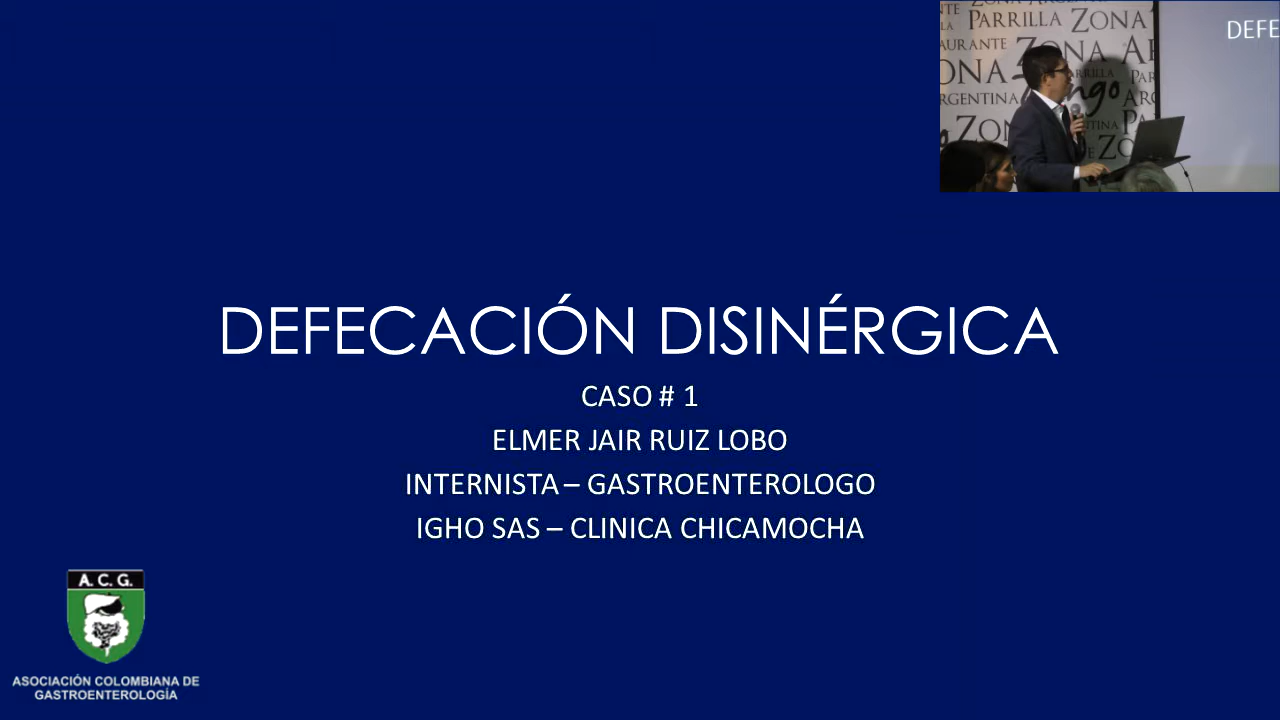 PARRILLA ZONA
DEFE
DEFECACIÓN DISINÉRGICA
CASO # 1
ELMER JAIR RUIZ LOBO
INTERNISTA – GASTROENTEROLOGO
IGHO SAS – CLINICA CHICAMOCHA
A. C. G.
ASOCIACIÓN COLOMBIANA DE
GASTROENTEROLOGÍA